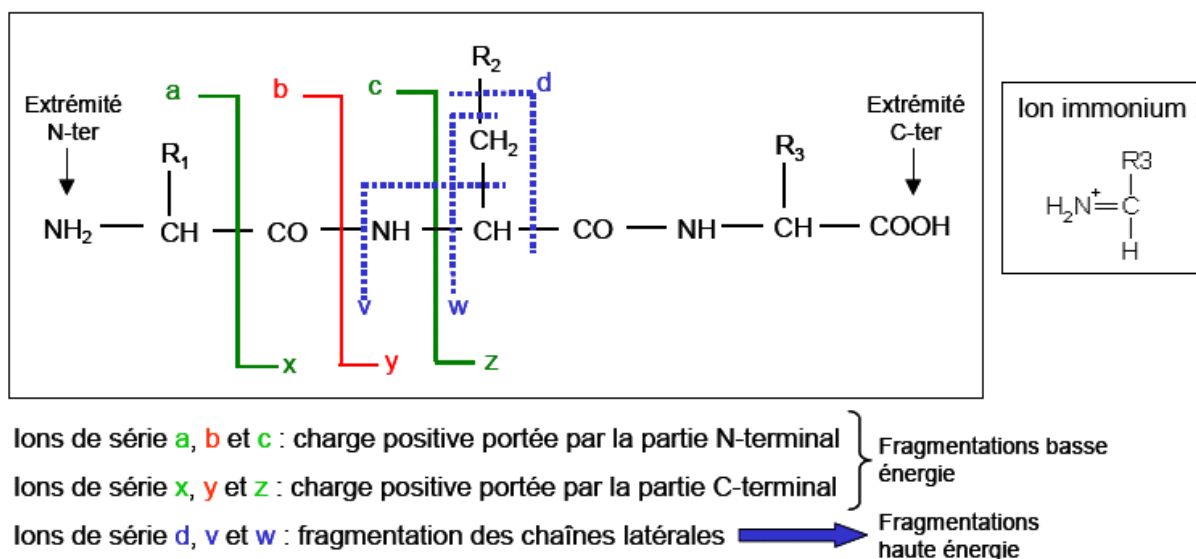 R2
a b c d
Extrémité
N-ter
Extrémité
C-ter
R1 CH2 R3
NH2 CH CO NH CH CO NH CH COOH
v w
x y z
Ion immonium
R3
H2N+=C
H
Ions de série a, b et c : charge positive portée par la partie N-terminal
Ions de série x, y et z : charge positive portée par la partie C-terminal
Fragmentations basse
énergie
Ions de série d, v et w : fragmentation des chaînes latérales
Fragmentations
haute énergie